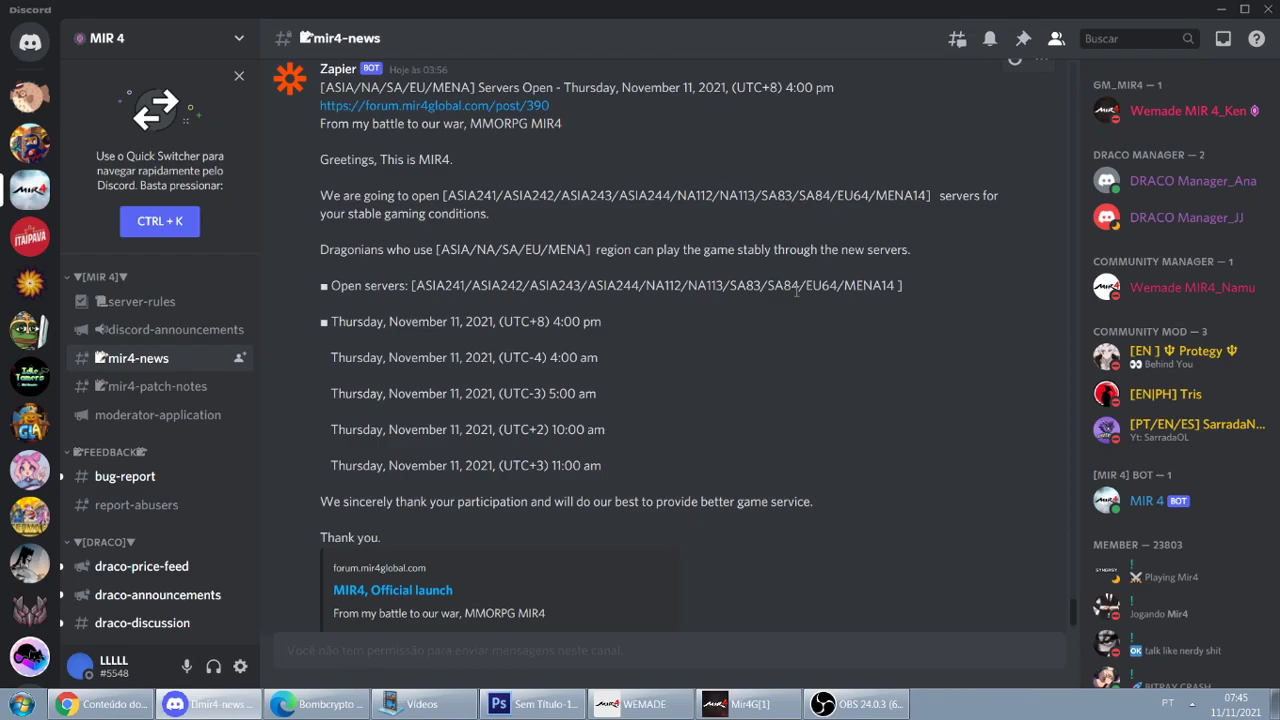 Discord
MIR 4
Use o Quick Switcher para
navegar rapidamente pelo
Discord. Basta pressionar:
CTRL + K
▼[MIR 4]▼
server-rules
discord-announcements
mir4-news
mir4-patch-notes
moderator-application
FEEDBACK
bug-report
report-abusers
▼[DRACO]▼
draco-price-feed
draco-announcements
draco-discussion
LLLLL
#5548
mir4-news
Buscar
Zapier BOT Hoje às 03:56
[ASIA/NA/SA/EU/MENA] Servers Open - Thursday, November 11, 2021, (UTC+8) 4:00 pm
https://forum.mir4global.com/post/390
From my battle to our war, MMORPG MIR4
Greetings, This is MIR4.
We are going to open [ASIA241/ASIA242/ASIA243/ASIA244/NA112/NA113/SA83/SA84/EU64/MENA14] servers for
your stable gaming conditions.
Dragonians who use [ASIA/NA/SA/EU/MENA] region can play the game stably through the new servers.
■ Open servers: [ASIA241/ASIA242/ASIA243/ASIA244/NA112/NA113/SA83/SA84/EU64/MENA14 ]
■ Thursday, November 11, 2021, (UTC+8) 4:00 pm
Thursday, November 11, 2021, (UTC-4) 4:00 am
Thursday, November 11, 2021, (UTC-3) 5:00 am
Thursday, November 11, 2021, (UTC+2) 10:00 am
Thursday, November 11, 2021, (UTC+3) 11:00 am
We sincerely thank your participation and will do our best to provide better game service.
Thank you.
forum.mir4global.com
MIR4, Official launch
From my battle to our war, MMORPG MIR4
Você não tem permissão para enviar mensagens neste canal.
GM_MIR4 — 1
Wemade MIR 4_Ken
DRACO MANAGER — 2
DRACO Manager_Ana
DRACO Manager_JJ
COMMUNITY MANAGER — 1
Wemade MIR4_Namu
COMMUNITY MOD — 3
[EN ] Ψ Protegy Ψ
Behind You
[EN|PH] Tris
[PT/EN/ES] SarradaN...
Yt: SarradaOL
[MIR 4] BOT — 1
MIR 4 BOT
MEMBER — 23803
!
Playing Mir4
!
Jogando Mir4
!
OK talk like nerdy shit
!
BITPAY CRASH
ITAIPAVA
MIR4
IDLE
TAMERS
GLA
Conteúdo do...
mir4-news ...
Bombcrypto ...
Vídeos
Sem Título-1...
WEMADE
Mir4G[1]
OBS 24.0.3 (6...
PT
07:45
11/11/2021